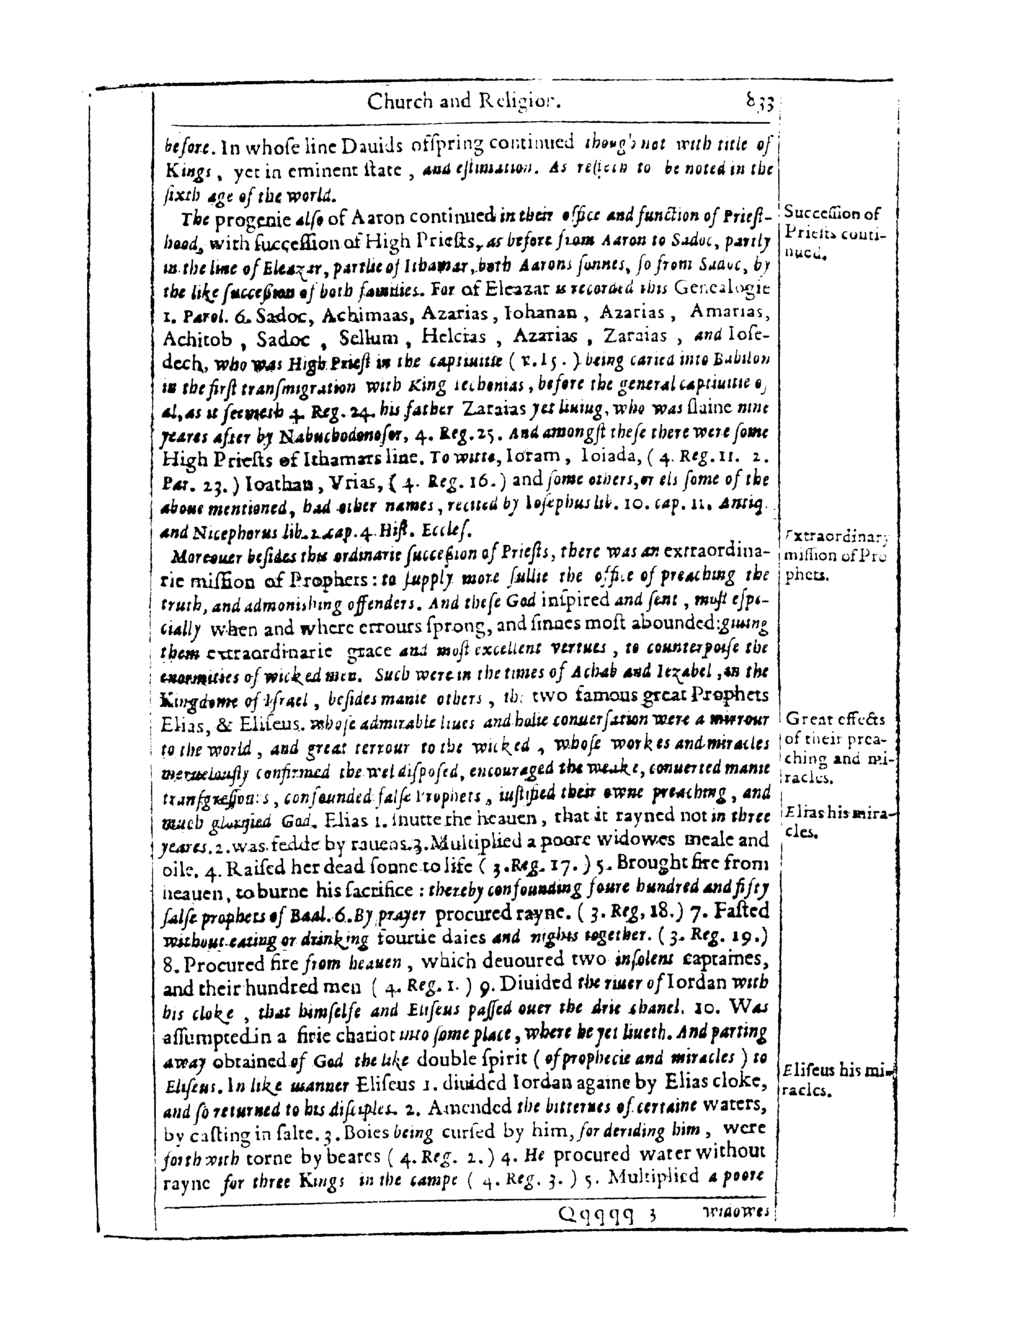 Church and Religion. 833
before. In whoſe line Dauids offpring continued though not with title of
Kings, yet in eminent ſtate, and eſtimation. As reſteth to be noted in the
ſixth age of the world.
The progenie alſo of Aaron continued in their office and function of Prieſt-
hood, with ſucceſſion of High Prieſts, as before from Aaron to Sadoc, partly
in the line of Eleazar, partlie of Ithamar, both Aarons ſonnes, ſo from Sadoc, by
the like ſucceſſion of both families. For of Eleazar is recorded this Genealogie
1. Parol. 6. Sadoc, Achimaas, Azarias, Iohanan, Azarias, Amarias,
Achitob, Sadoc, Sellum, Helcias, Azarias, Zaraias, and Ioſe-
dech, who was High Prieſt in the captiuitie (v. 15.) being caried into Babilon
in the firſt tranſmigration with King Iechonias, before the general captiuitie of
al, as it ſeemeth 4. Reg. 24. his father Zaraias yet liuing, who was ſlaine nine
yeares after by Nabuchodonoſor, 4. Reg. 25. And amongſt theſe there were ſome
High Prieſts of Ithamars line. To witte, Ioram, Ioiada, (4. Reg. 11. 2.
Par. 23.) Ioathan, Vrias, (4. Reg. 16.) and ſome others, or els ſome of the
aboue mentioned, had other names, recited by Ioſephus lib. 10. cap. 11. Antiq.
and Nicephorus lib. 2. cap. 4. Hiſt. Eccleſ.
Moreouer beſides this ordinarie ſucceſſion of Prieſts, there was an extraordina-
rie miſſion of Prophets: to ſupply more fullie the office of preaching the
truth, and admonishing offenders. And theſe God inſpired and ſent, moſt eſpe-
cially when and where errours ſprong, and ſinnes moſt abounded: giuing
them extraordinarie grace and moſt excellent vertues, to counterpoiſe the
enormities of wicked men. Such were in the times of Achab and Iezabel, in the
Kingdome of Iſrael, beſides manie others, the two famous great Prophets
Elias, & Eliſeus. whoſe admirable liues and holie conuerſation were a mirrour
to the world, and great terrour to the wicked, whoſe workes and miracles
meruelouſly confirmed the wel diſpoſed, encouraged the weake, conuerted manie
tranſgreſſours, confounded falſe Prophets, iuſtified their owne preaching, and
much glorified God. Elias 1. ſhutte the heauen, that it rayned not in three
yeares. 2. was fedde by rauens. 3. Multiplied a poore widowes meale and
oile. 4. Raiſed her dead ſonne to life (3. Reg. 17.) 5. Brought fire from
heauen, to burne his ſacrifice: thereby confounding foure hundred and fifty
falſe prophets of Baal. 6. By prayer procured rayne. (3. Reg. 18.) 7. Faſted
without eating or drinking fourtie daies and nights together. (3. Reg. 19.)
8. Procured fire from heauen, which deuoured two inſolent captaines,
and their hundred men (4. Reg. 1.) 9. Diuided the riuer of Iordan with
his cloke, that himſelfe and Eliſeus paſſed ouer the drie chanel. 10. Was
aſſumpted in a firie chariot into ſome place, where he yet liueth. And parting
away obtained of God the like double ſpirit (of prophecie and miracles) to
Eliſeus. In like manner Eliſeus 1. diuided Iordan againe by Elias cloke,
and ſo returned to his diſciples. 2. Amended the bitternes of certaine waters,
by caſting in ſalte. 3. Boies being curſed by him, for deriding him, were
forthwith torne by beares (4. Reg. 2.) 4. He procured water without
rayne for three Kings in the campe (4. Reg. 3.) 5. Multiplied a poore
Qqqqq 3 widowes
Succeſſion of
Prieſts conti-
nued.
Extraordinary
miſſion of Pro
phets.
Great effects
of their prea-
ching and mi-
racles.
Elias his mira-
cles.
Eliſeus his mi-
racles.